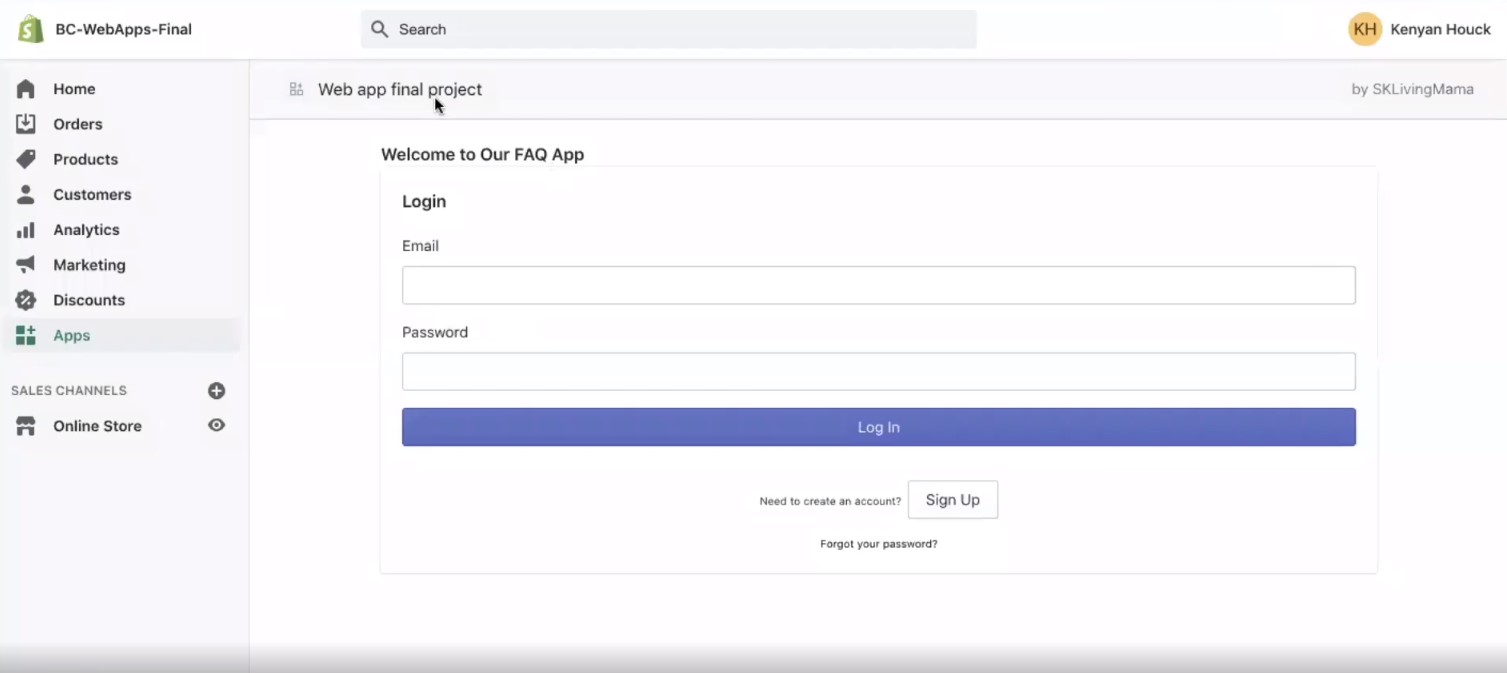 BC-WebApps-Final
Search
KH Kenyan Houck
Home
Orders
Products
Customers
Analytics
Marketing
Discounts
Apps
SALES CHANNELS
Online Store
Web app final project
by SKLivingMama
Welcome to Our FAQ App
Login
Email
Password
Log In
Need to create an account? Sign Up
Forgot your password?